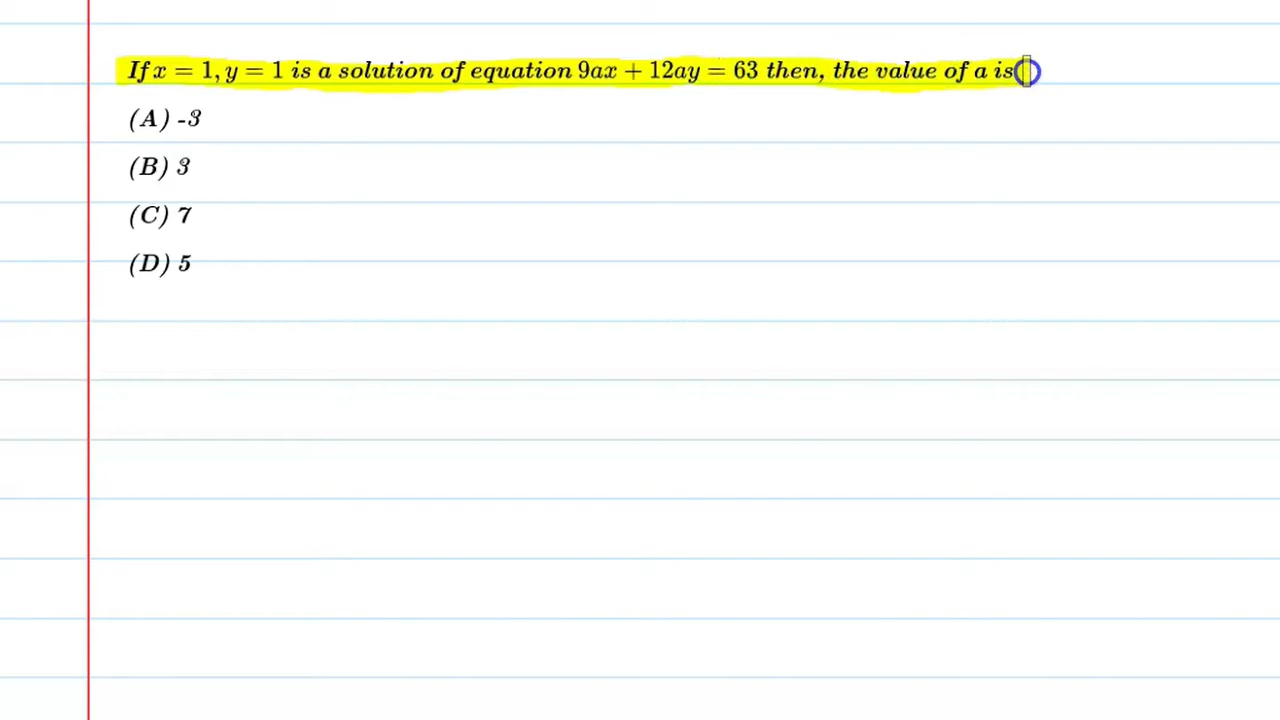 If x = 1, y = 1 is a solution of equation 9ax + 12ay = 63 then, the value of a is
(A) -3
(B) 3
(C) 7
(D) 5